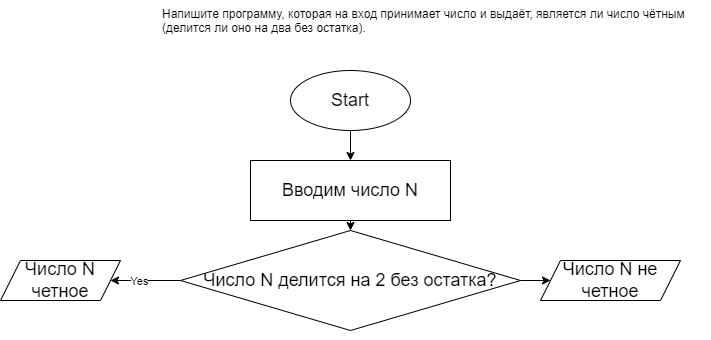 Напишите программу, которая на вход принимает число и выдаёт, является ли число чётным
(делится ли оно на два без остатка).
Start
Вводим число N
Число N делится на 2 без остатка?
Yes
Число N
четное
Число N не
четное